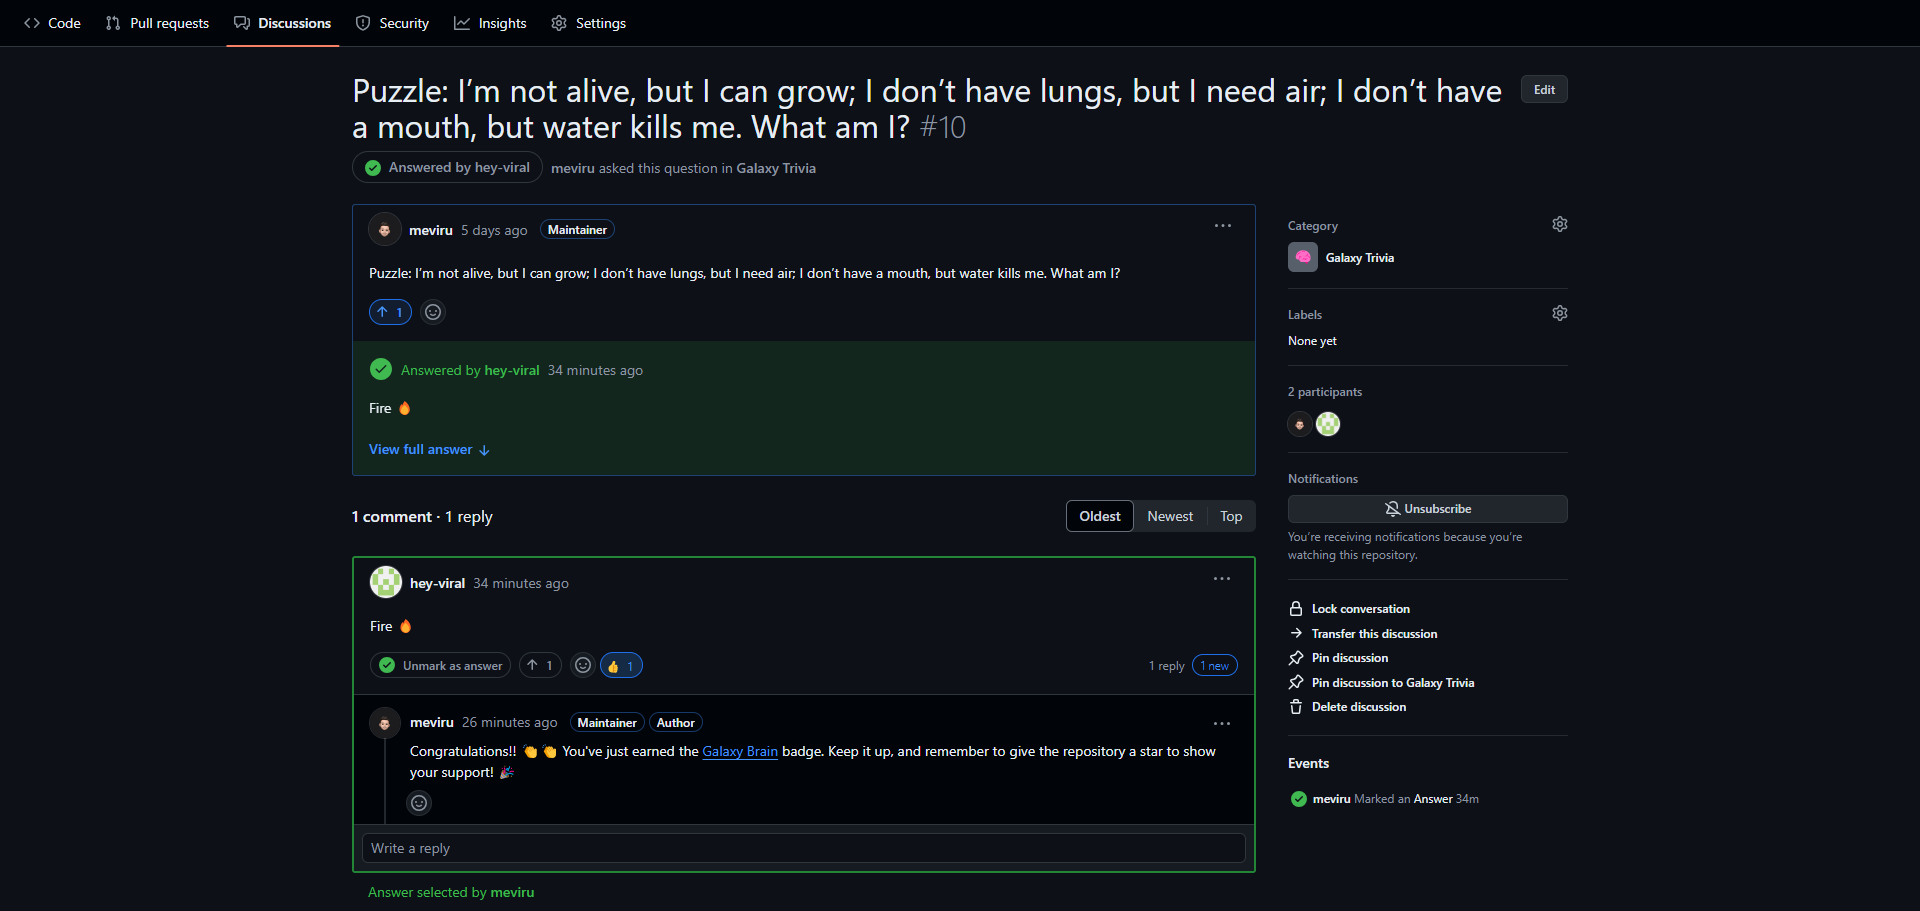 Code Pull requests Discussions Security Insights Settings
Puzzle: I’m not alive, but I can grow; I don’t have lungs, but I need air; I don’t have
a mouth, but water kills me. What am I? #10
Edit
Answered by hey-viral meviru asked this question in Galaxy Trivia
meviru 5 days ago Maintainer
Puzzle: I’m not alive, but I can grow; I don’t have lungs, but I need air; I don’t have a mouth, but water kills me. What am I?
↑ 1
Answered by hey-viral 34 minutes ago
Fire 🔥
View full answer ↓
1 comment · 1 reply
Oldest Newest Top
hey-viral 34 minutes ago
Fire 🔥
Unmark as answer ↑ 1 👍 1 1 reply 1 new
meviru 26 minutes ago Maintainer Author
Congratulations!! 👏 👏 You've just earned the Galaxy Brain badge. Keep it up, and remember to give the repository a star to show
your support! 🎉
Write a reply
Answer selected by meviru
Category
Galaxy Trivia
Labels
None yet
2 participants
Notifications
Unsubscribe
You’re receiving notifications because you’re
watching this repository.
Lock conversation
Transfer this discussion
Pin discussion
Pin discussion to Galaxy Trivia
Delete discussion
Events
meviru Marked an Answer 34m